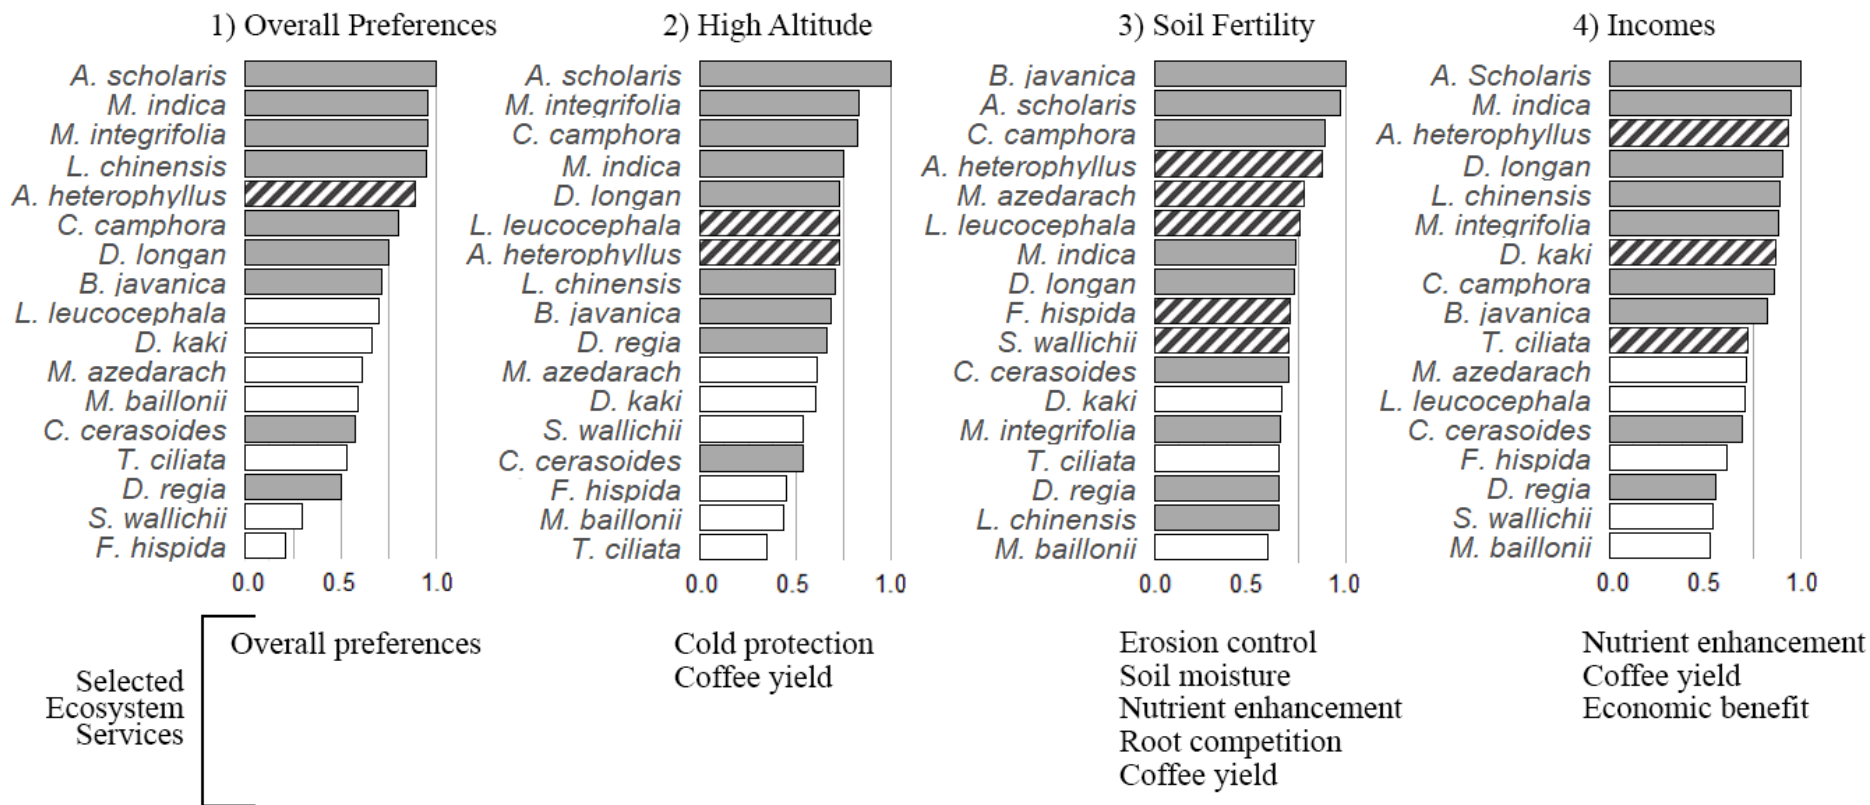 1) Overall Preferences
A. scholaris
M. indica
M. integrifolia
L. chinensis
A. heterophyllus
C. camphora
D. longan
B. javanica
L. leucocephala
D. kaki
M. azedarach
M. baillonii
C. cerasoides
T. ciliata
D. regia
S. wallichii
F. hispida
0.0 0.5 1.0
2) High Altitude
A. scholaris
M. integrifolia
C. camphora
M. indica
D. longan
L. leucocephala
A. heterophyllus
L. chinensis
B. javanica
D. regia
M. azedarach
D. kaki
S. wallichii
C. cerasoides
F. hispida
M. baillonii
T. ciliata
0.0 0.5 1.0
3) Soil Fertility
B. javanica
A. scholaris
C. camphora
A. heterophyllus
M. azedarach
L. leucocephala
M. indica
D. longan
F. hispida
S. wallichii
C. cerasoides
D. kaki
M. integrifolia
T. ciliata
D. regia
L. chinensis
M. baillonii
0.0 0.5 1.0
4) Incomes
A. Scholaris
M. indica
A. heterophyllus
D. longan
L. chinensis
M. integrifolia
D. kaki
C. camphora
B. javanica
T. ciliata
M. azedarach
L. leucocephala
C. cerasoides
F. hispida
D. regia
S. wallichii
M. baillonii
0.0 0.5 1.0
Selected
Ecosystem
Services
Overall preferences
Cold protection
Coffee yield
Erosion control
Soil moisture
Nutrient enhancement
Root competition
Coffee yield
Nutrient enhancement
Coffee yield
Economic benefit